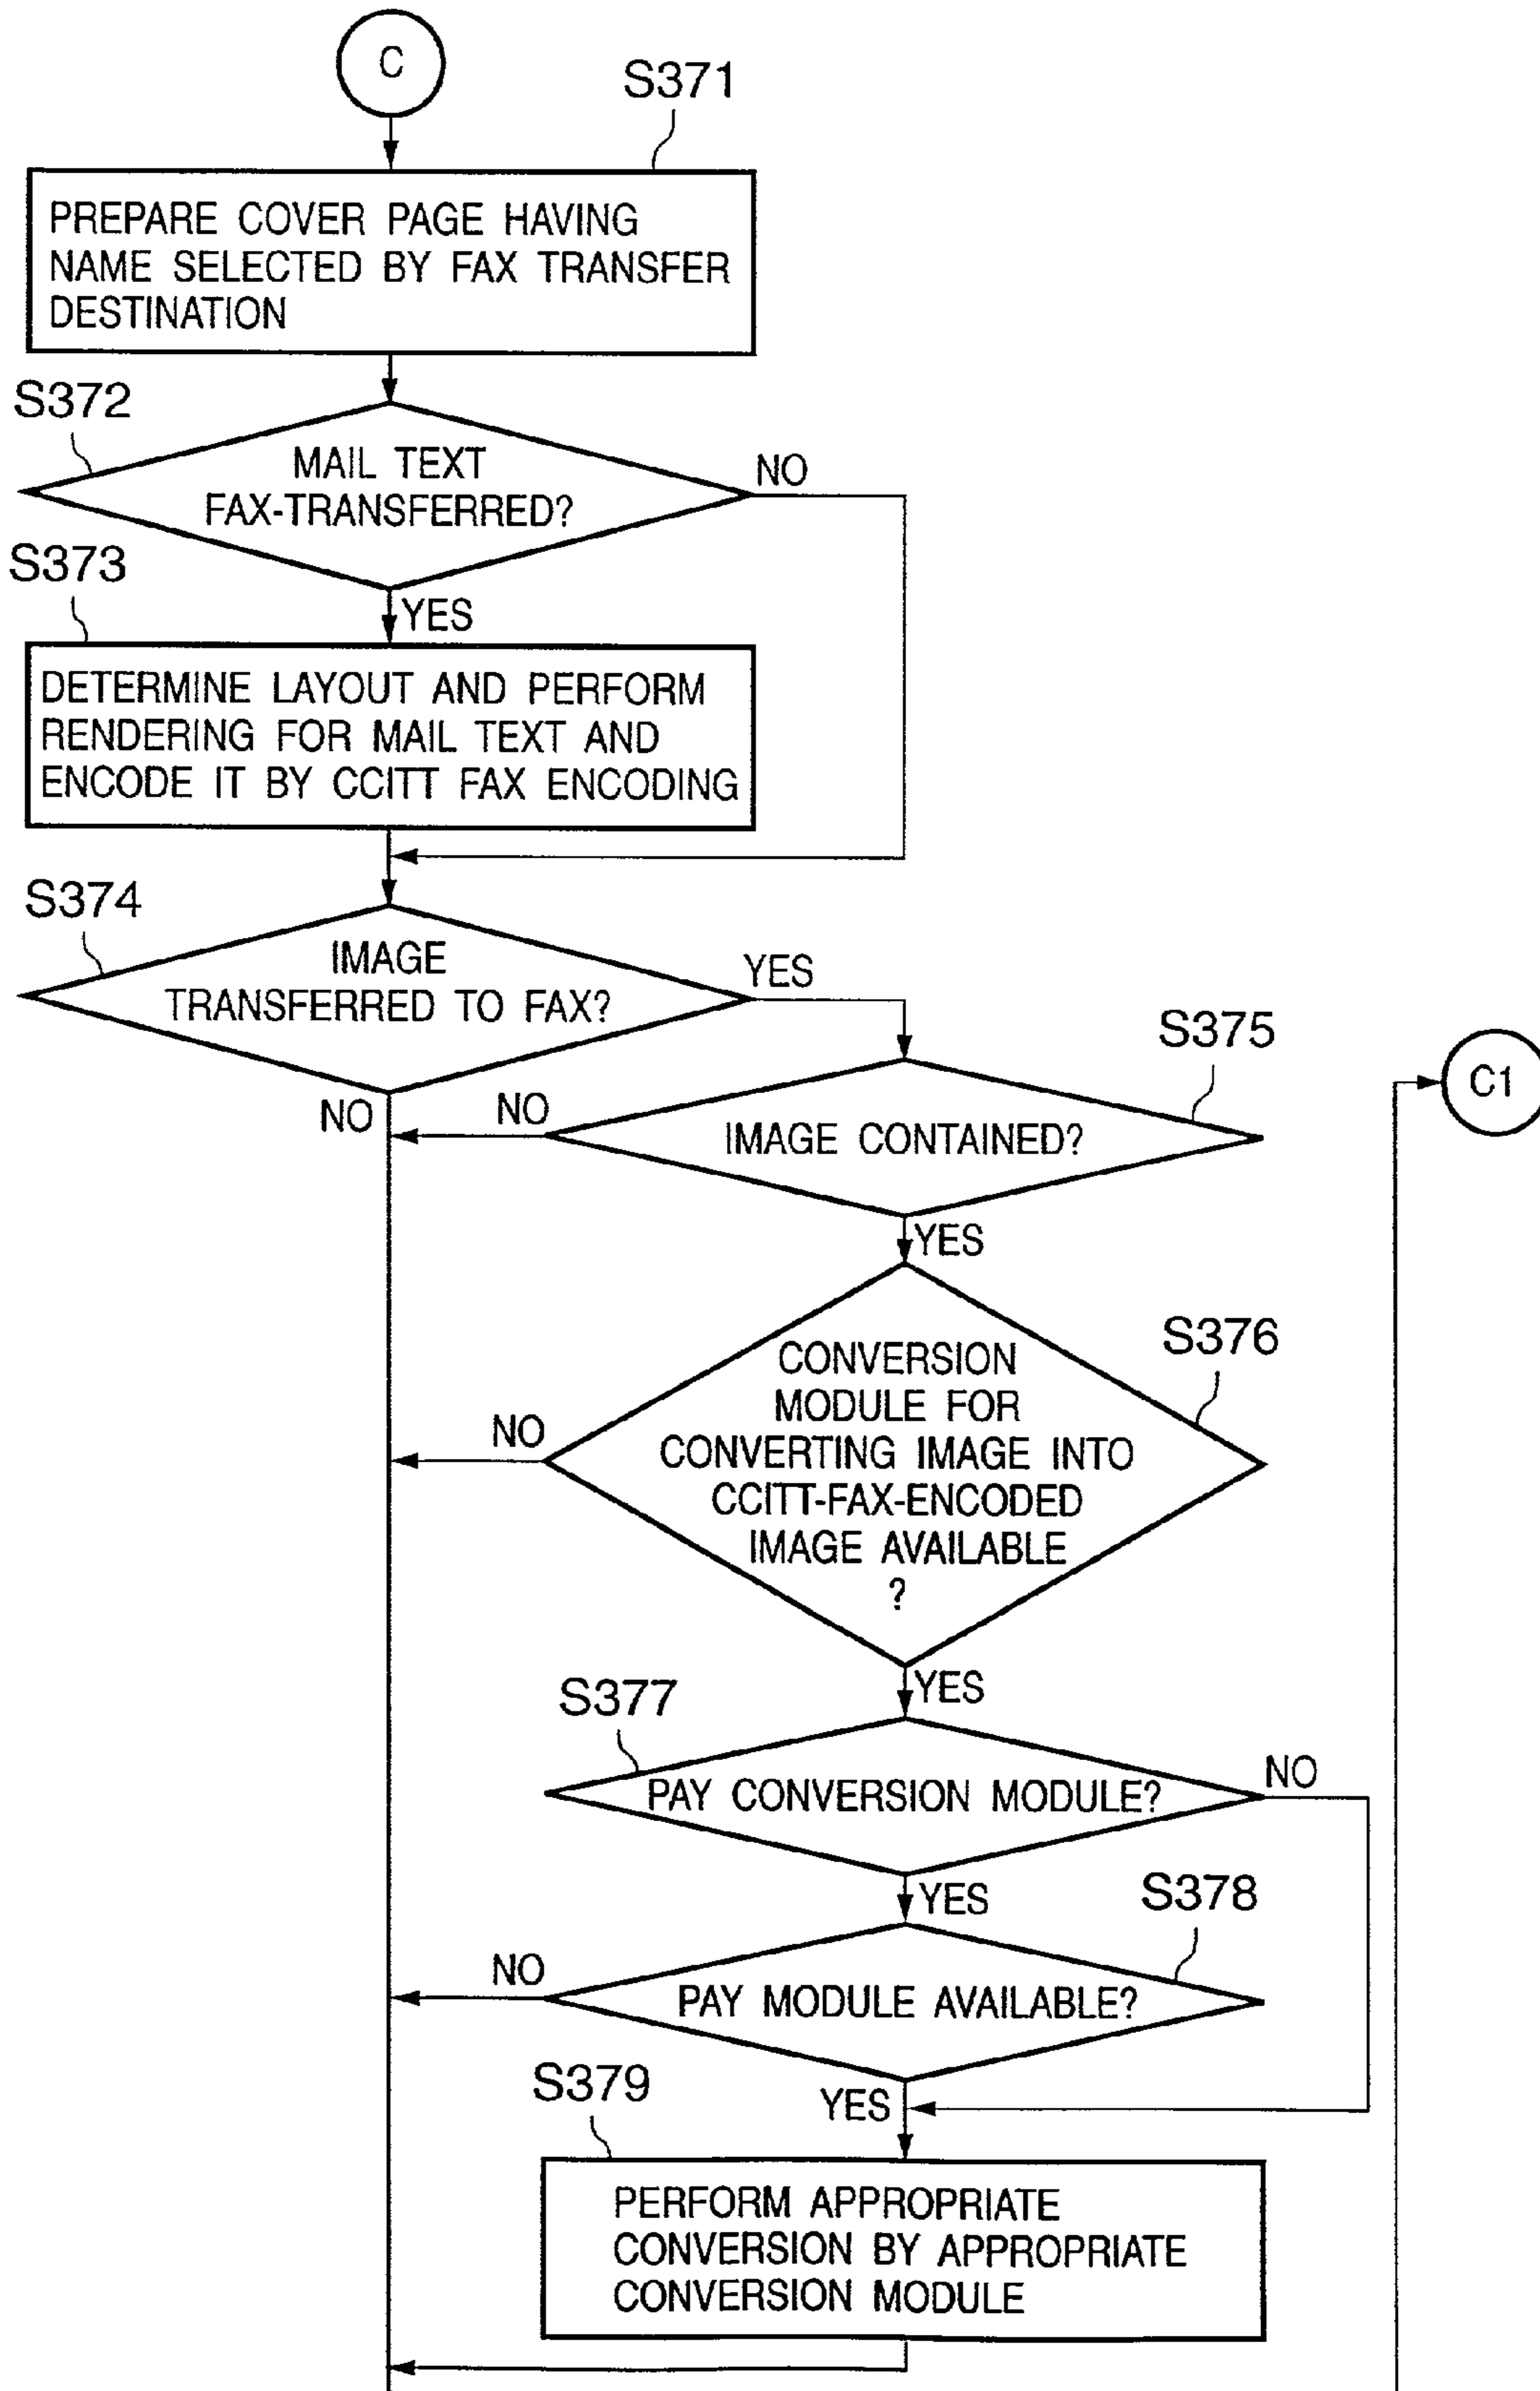 C
S371
PREPARE COVER PAGE HAVING
NAME SELECTED BY FAX TRANSFER
DESTINATION
S372
MAIL TEXT
FAX-TRANSFERRED?
NO
YES
S373
DETERMINE LAYOUT AND PERFORM
RENDERING FOR MAIL TEXT AND
ENCODE IT BY CCITT FAX ENCODING
S374
IMAGE
TRANSFERRED TO FAX?
YES
NO
S375
IMAGE CONTAINED?
NO
YES
C1
S376
CONVERSION
MODULE FOR
CONVERTING IMAGE INTO
CCITT-FAX-ENCODED
IMAGE AVAILABLE
?
NO
YES
S377
PAY CONVERSION MODULE?
NO
YES
S378
PAY MODULE AVAILABLE?
NO
YES
S379
PERFORM APPROPRIATE
CONVERSION BY APPROPRIATE
CONVERSION MODULE